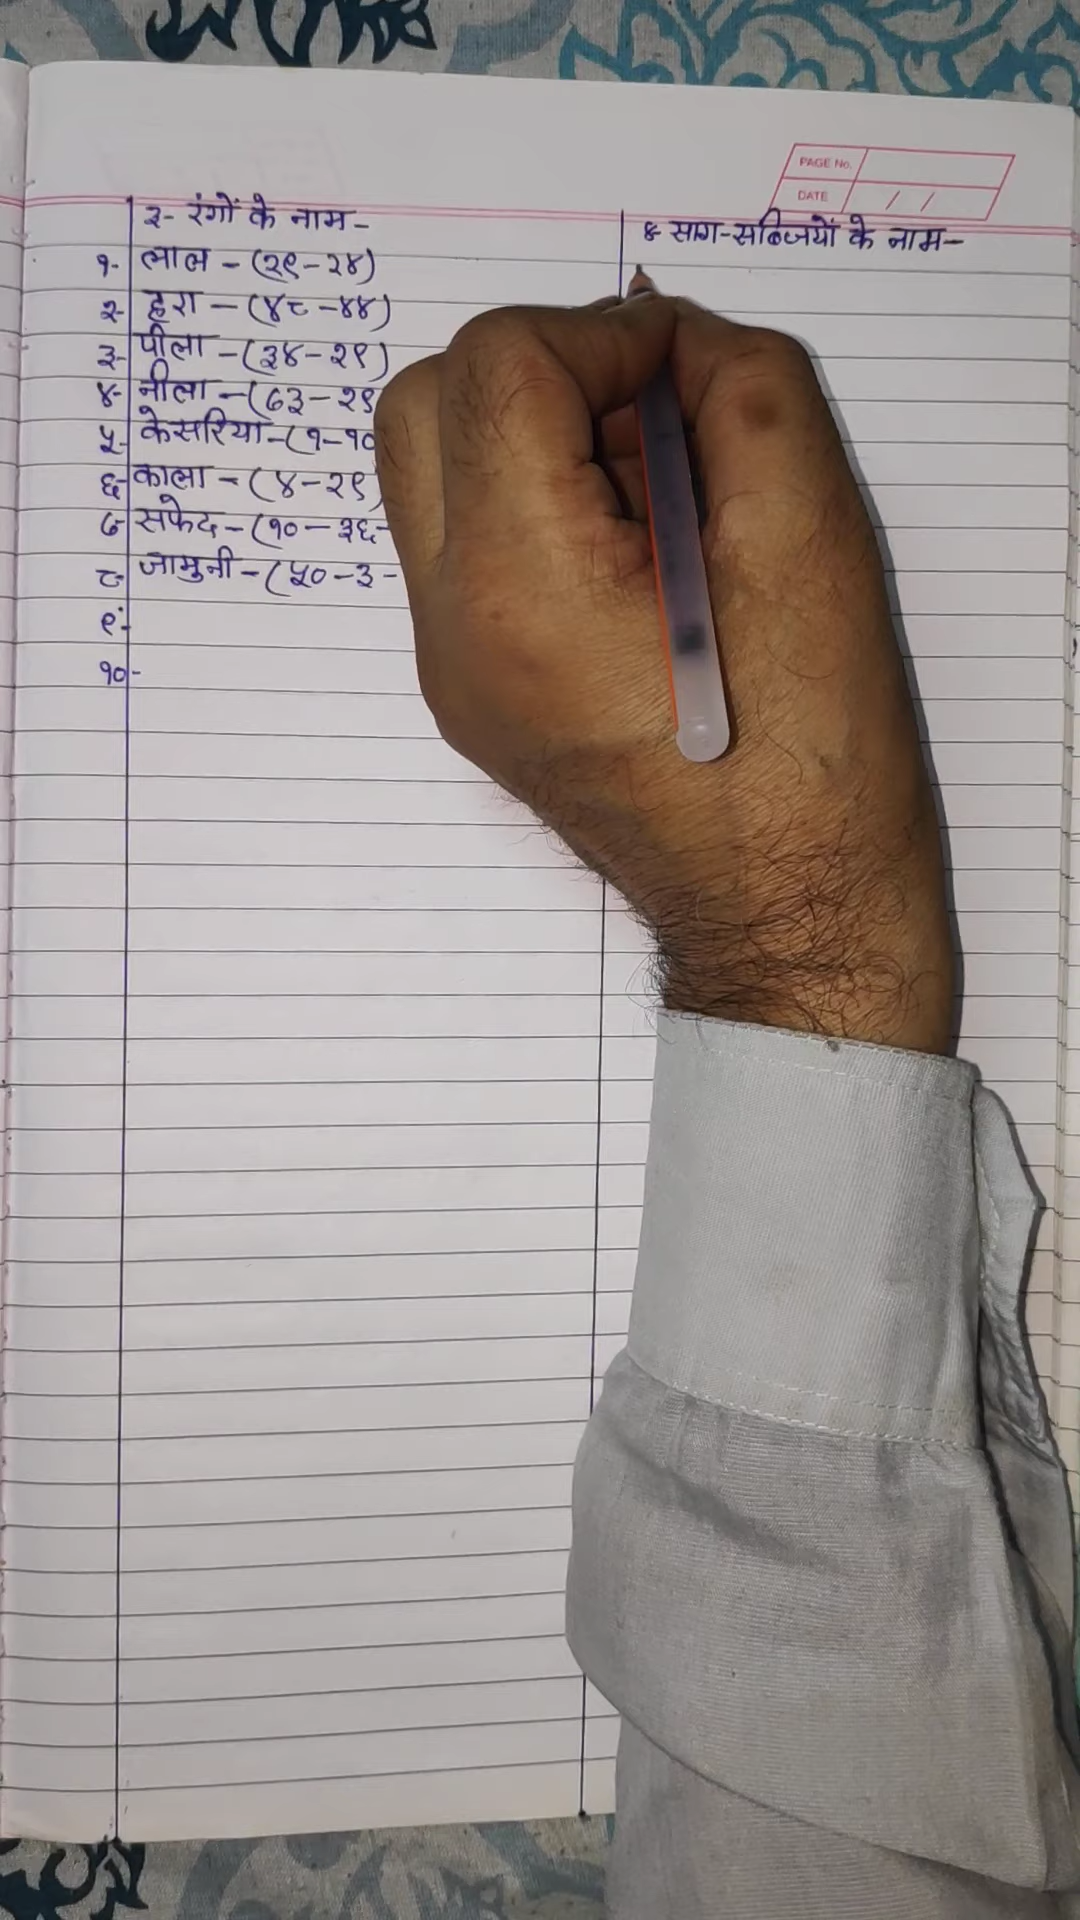 PAGE No.
DATE / /
३- रंगों के नाम-
१- लाल - (२९-२४)
२- हरा - (४८-४४)
३- पीला - (३४-२९)
४- नीला - (७३-२९
५- केसरिया - (१-१०
६- काला - (४-२९)
७- सफेद - (१० - ३६-
८- जामुनी - (५०-३-
९-
१०-
४- साग-सब्जियों के नाम-